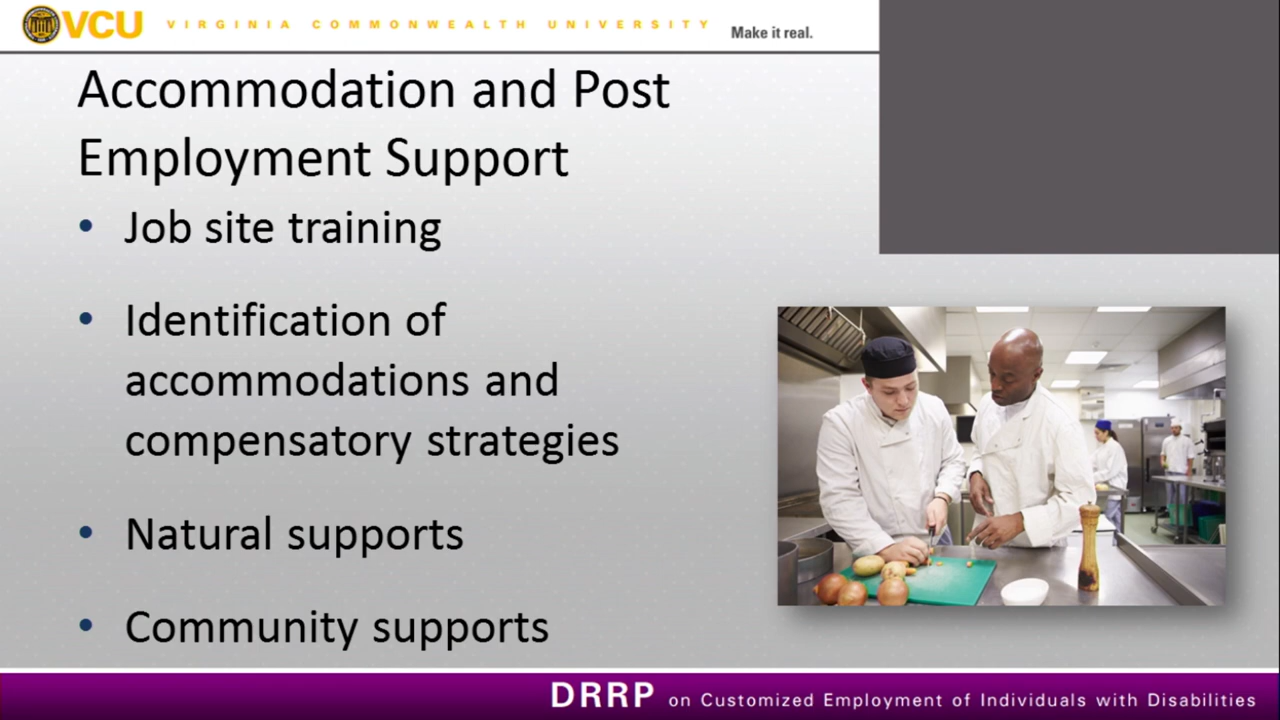 VCU VIRGINIA COMMONWEALTH UNIVERSITY Make it real.
Accommodation and Post
Employment Support
• Job site training
• Identification of
accommodations and
compensatory strategies
• Natural supports
• Community supports
DRRP on Customized Employment of Individuals with Disabilities